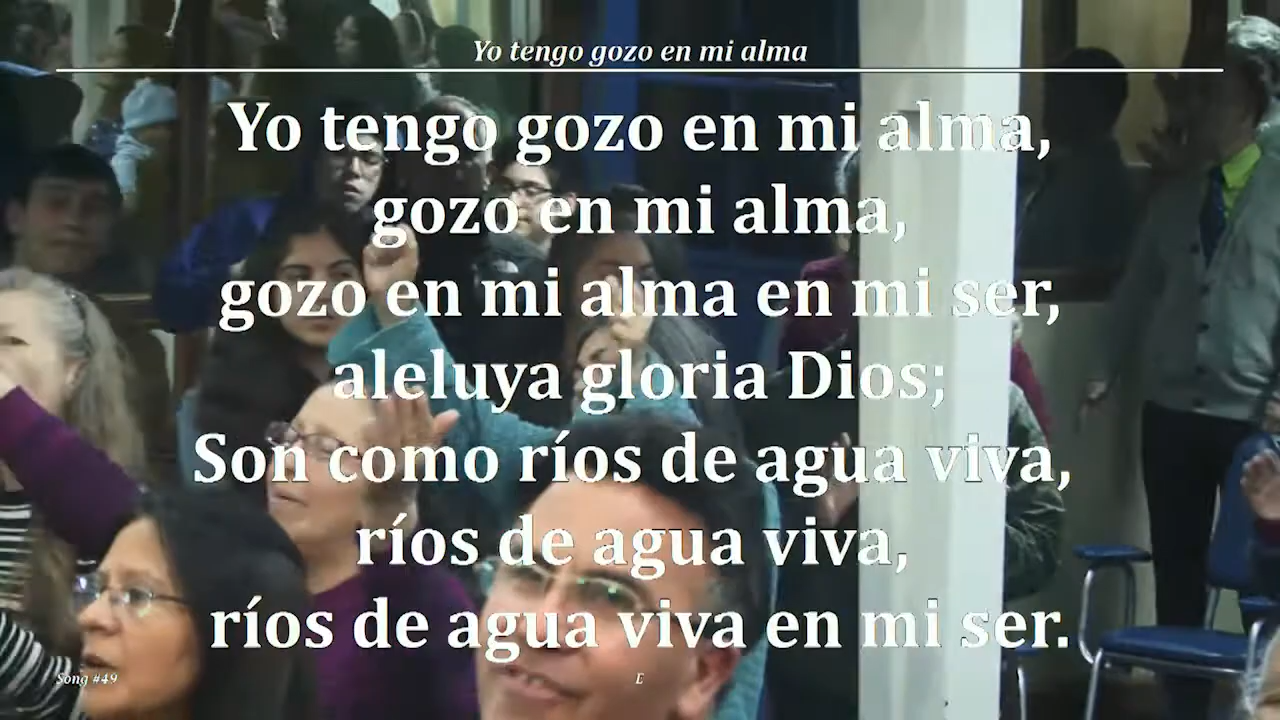 Yo tengo gozo en mi alma
Yo tengo gozo en mi alma,
gozo en mi alma,
gozo en mi alma en mi ser,
aleluya gloria Dios;
Son como ríos de agua viva,
ríos de agua viva,
ríos de agua viva en mi ser.
Song #49
E